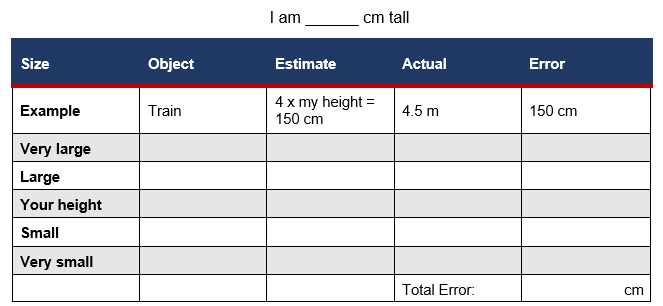 I am ______ cm tall
Size Object Estimate Actual Error
Example Train 4 x my height = 150 cm 4.5 m 150 cm
Very large
Large
Your height
Small
Very small
Total Error: cm